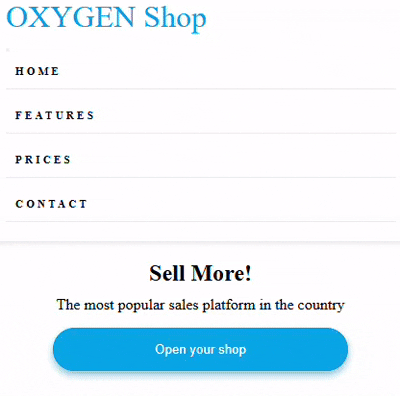 OXYGEN Shop
HOME
FEATURES
PRICES
CONTACT
Sell More!
The most popular sales platform in the country
Open your shop